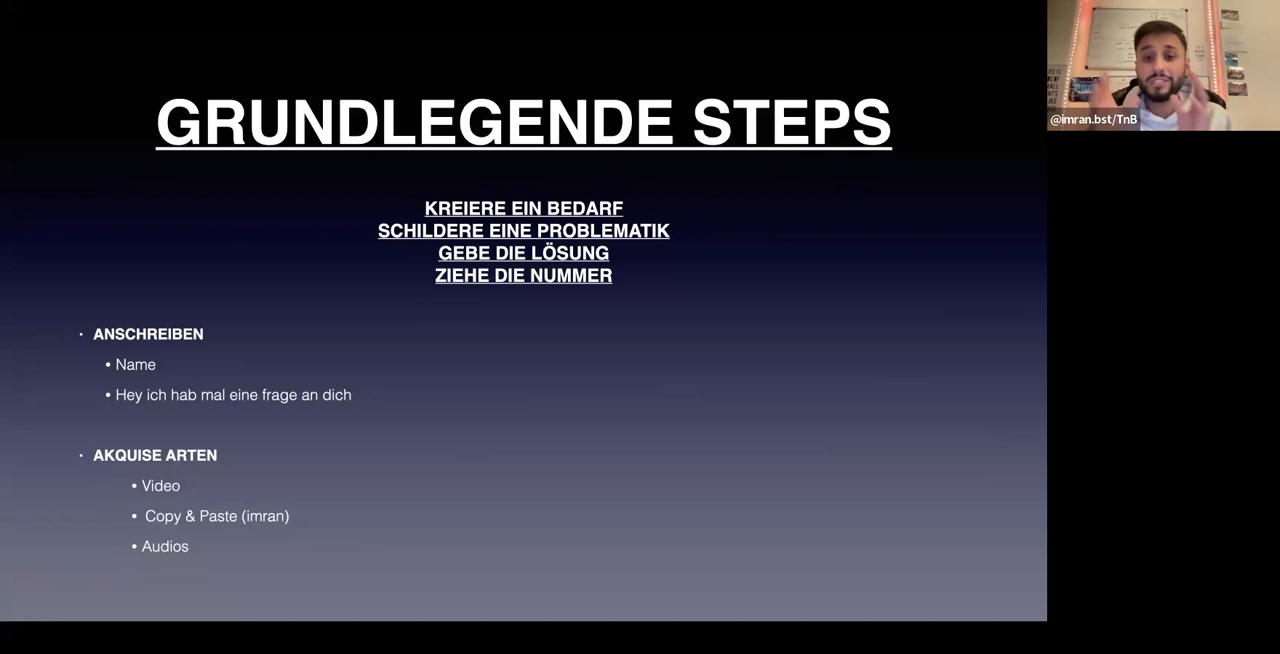 GRUNDLEGENDE STEPS
KREIERE EIN BEDARF
SCHILDERE EINE PROBLEMATIK
GEBE DIE LÖSUNG
ZIEHE DIE NUMMER
• ANSCHREIBEN
• Name
• Hey ich hab mal eine frage an dich
• AKQUISE ARTEN
• Video
• Copy & Paste (imran)
• Audios
@imran.bst/TnB